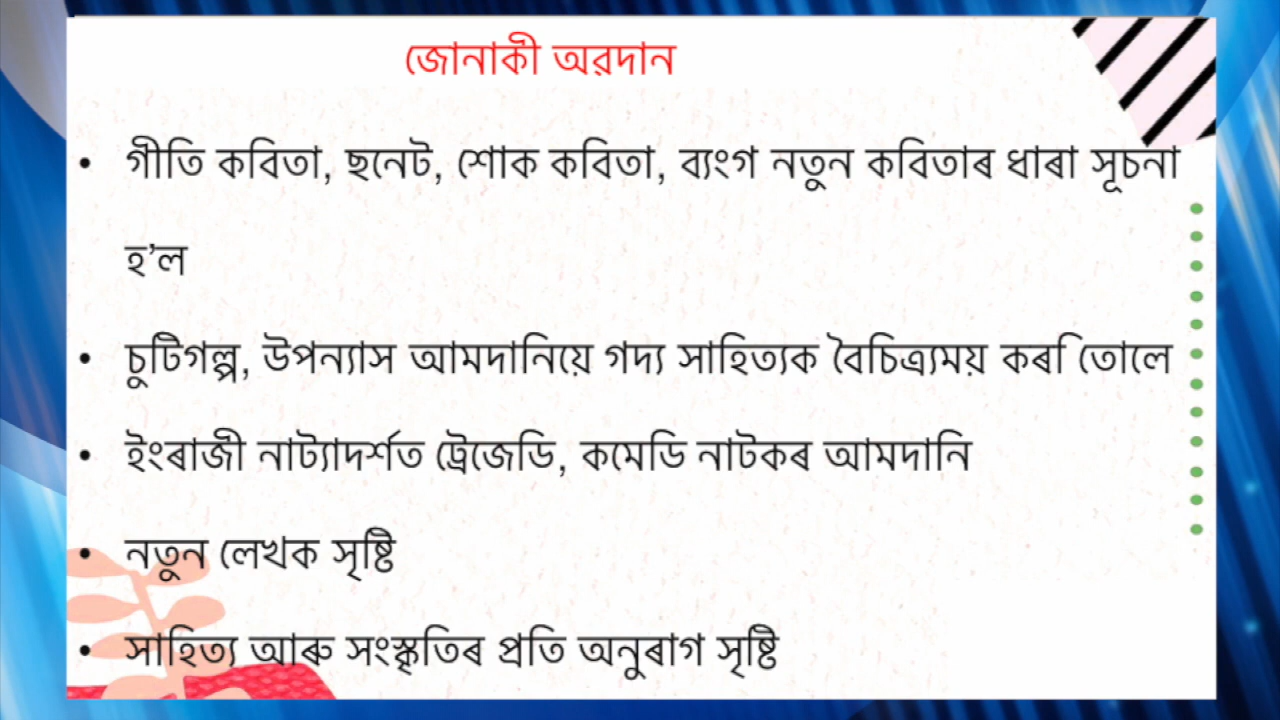 জোনাকী অৱদান
• গীতি কবিতা, ছনেট, শোক কবিতা, ব্যংগ নতুন কবিতাৰ ধাৰা সূচনা
হ’ল
• চুটিগল্প, উপন্যাস আমদানিয়ে গদ্য সাহিত্যক বৈচিত্ৰ্যময় কৰি তোলে
• ইংৰাজী নাট্যাদৰ্শত ট্ৰেজেডি, কমেডি নাটকৰ আমদানি
• নতুন লেখক সৃষ্টি
• সাহিত্য আৰু সংস্কৃতিৰ প্ৰতি অনুৰাগ সৃষ্টি